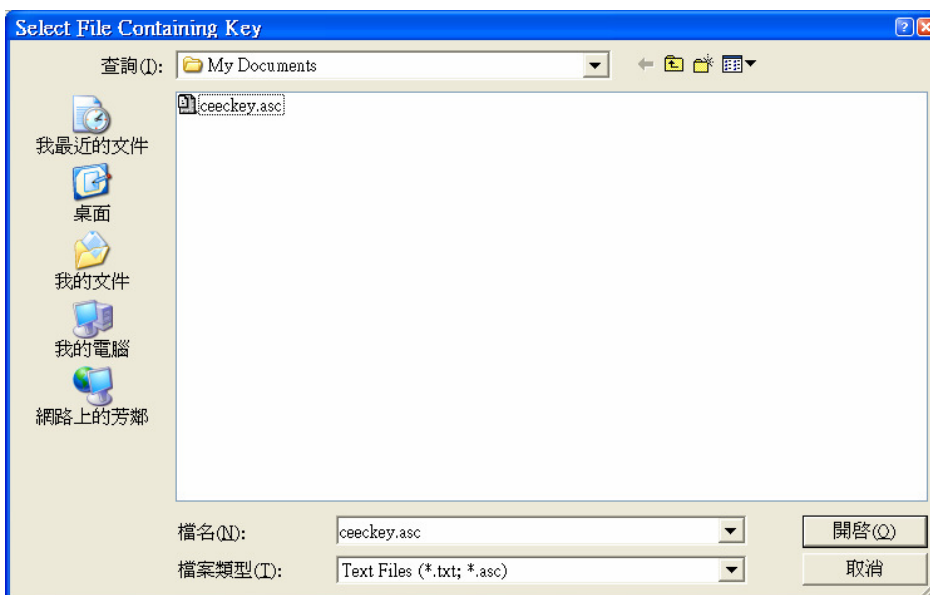 Select File Containing Key
查詢(I): My Documents
ceeckey.asc
我最近的文件
桌面
我的文件
我的電腦
網路上的芳鄰
檔名(N): ceeckey.asc 開啓(O)
檔案類型(T): Text Files (*.txt; *.asc) 取消